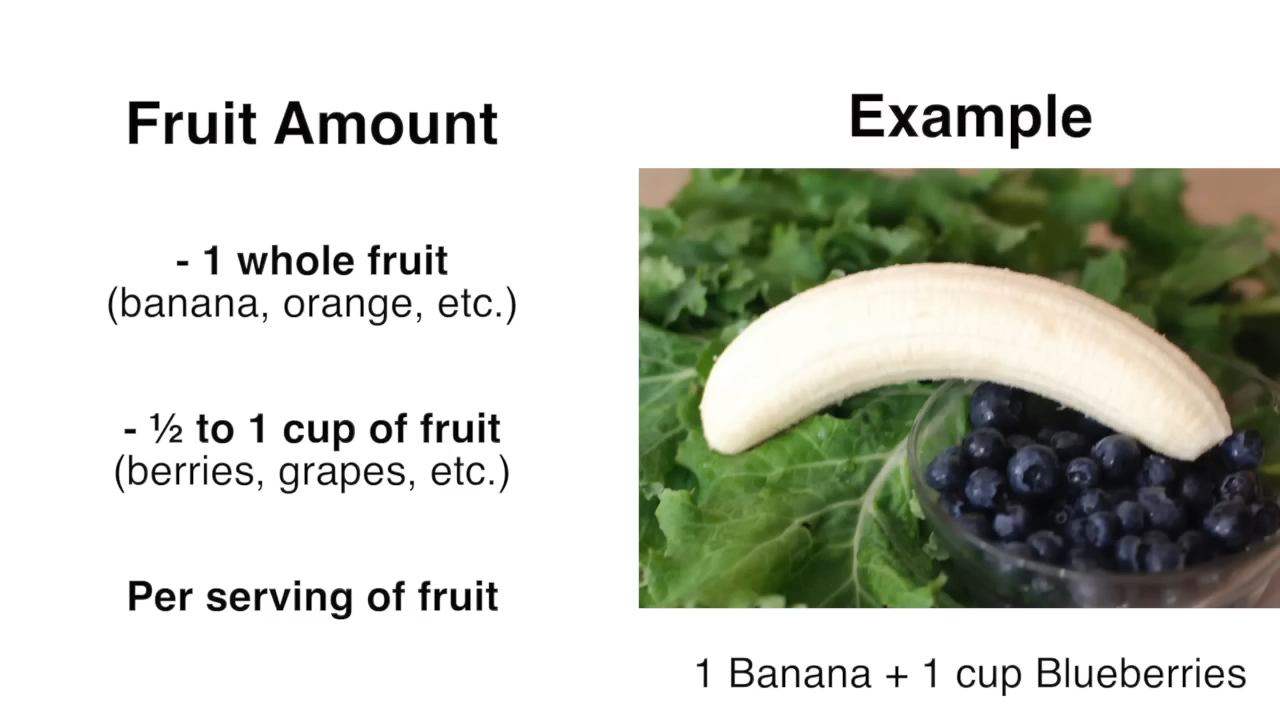 Fruit Amount
- 1 whole fruit
(banana, orange, etc.)
- ½ to 1 cup of fruit
(berries, grapes, etc.)
Per serving of fruit
Example
1 Banana + 1 cup Blueberries